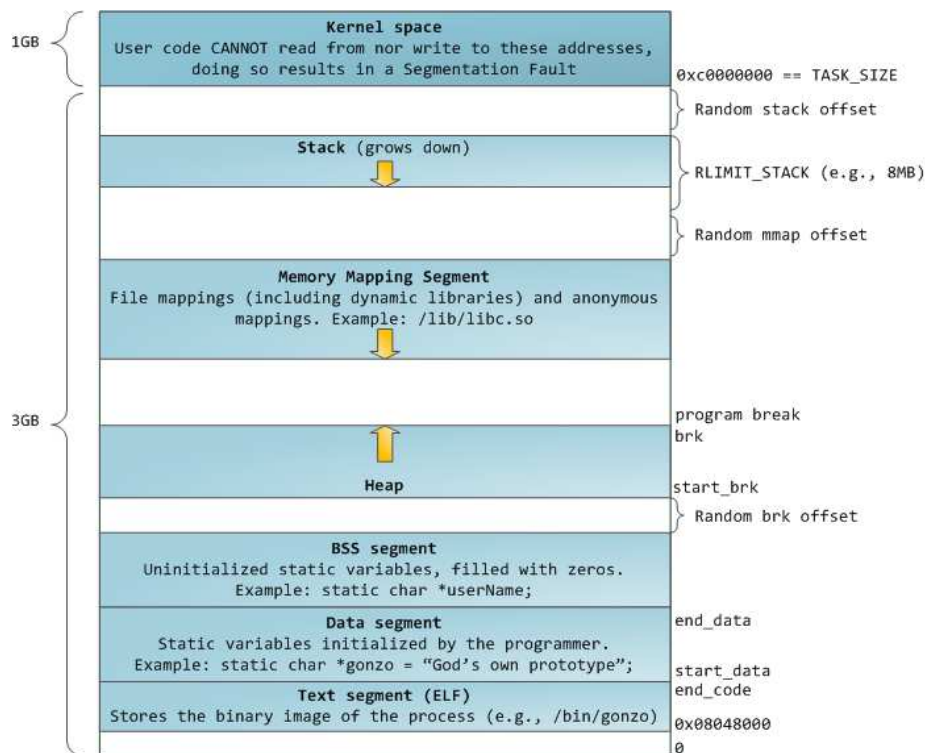 Kernel space
1GB
User code CANNOT read from nor write to these addresses,
doing so results in a Segmentation Fault
0xc0000000 == TASK_SIZE
Random stack offset
Stack (grows down)
RLIMIT_STACK (e.g., 8MB)
Random mmap offset
Memory Mapping Segment
File mappings (including dynamic libraries) and anonymous
mappings. Example: /lib/libc.so
3GB
program break
brk
Heap
start_brk
Random brk offset
BSS segment
Uninitialized static variables, filled with zeros.
Example: static char *userName;
Data segment
end_data
Static variables initialized by the programmer.
Example: static char *gonzo = “God’s own prototype”;
start_data
end_code
Text segment (ELF)
Stores the binary image of the process (e.g., /bin/gonzo)
0x08048000
0